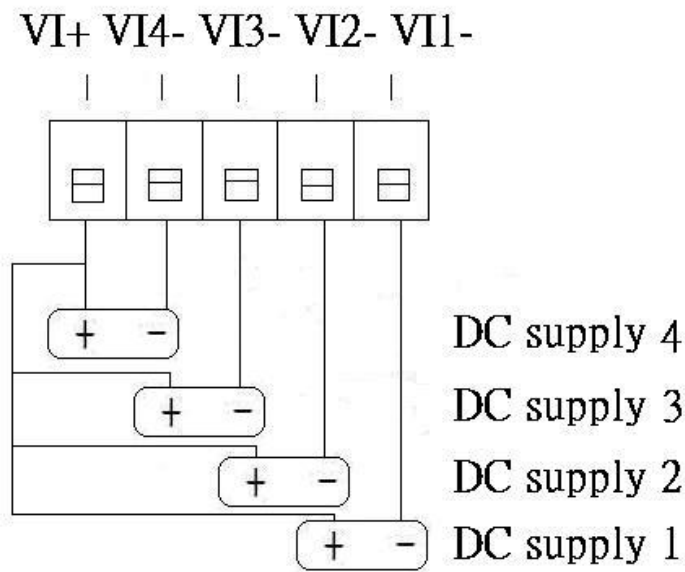 VI+ VI4- VI3- VI2- VI1-
+ - DC supply 4
+ - DC supply 3
+ - DC supply 2
+ - DC supply 1